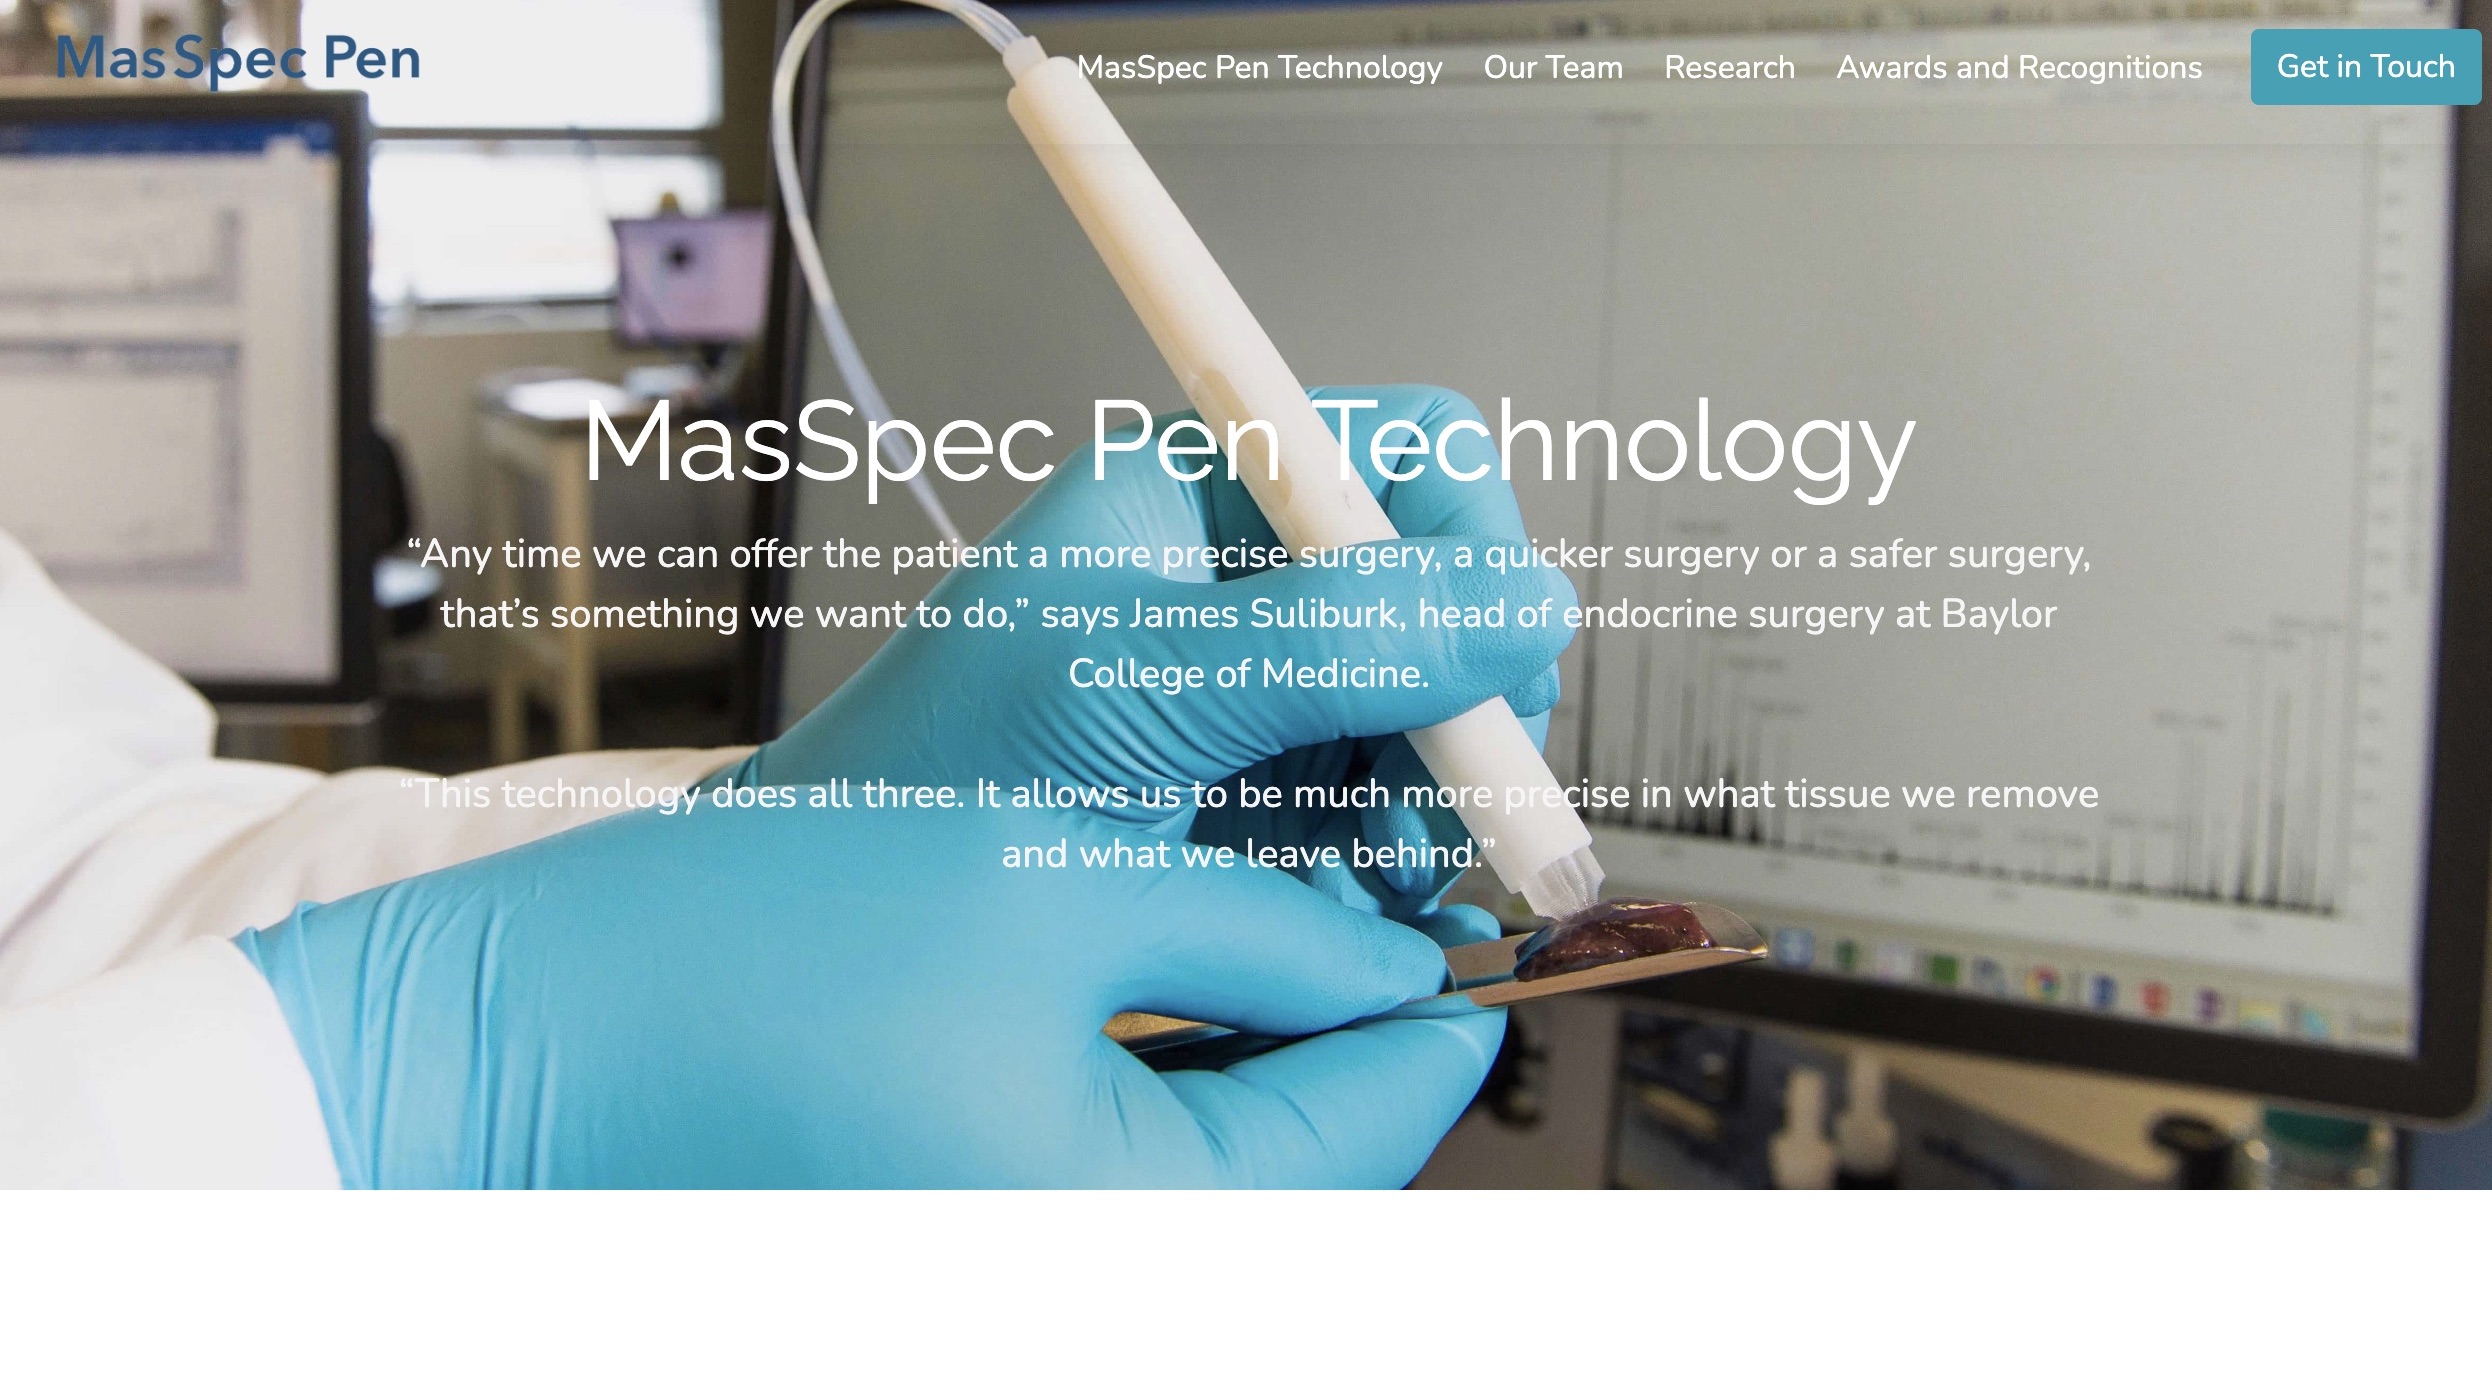 MasSpec Pen
MasSpec Pen Technology
Our Team
Research
Awards and Recognitions
Get in Touch
MasSpec Pen Technology
“Any time we can offer the patient a more precise surgery, a quicker surgery or a safer surgery,
that’s something we want to do,” says James Suliburk, head of endocrine surgery at Baylor
College of Medicine.
“This technology does all three. It allows us to be much more precise in what tissue we remove
and what we leave behind.”